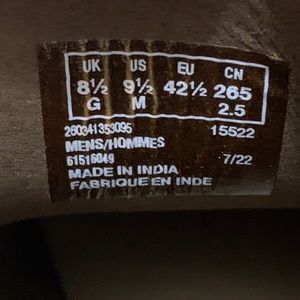 UK US EU CN
8½ 9½ 42½ 265
G M 2.5
260341353095 15522
MENS/HOMMES
61516049 7/22
MADE IN INDIA
FABRIQUE EN INDE